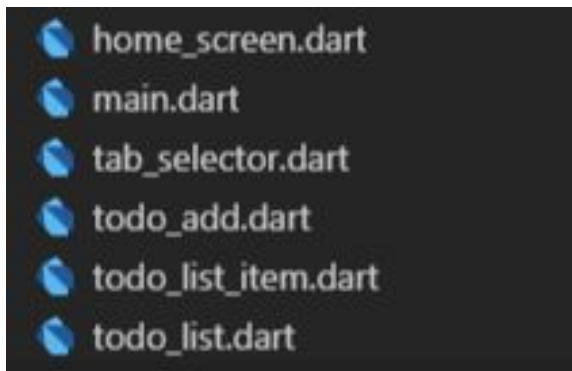 home_screen.dart
main.dart
tab_selector.dart
todo_add.dart
todo_list_item.dart
todo_list.dart